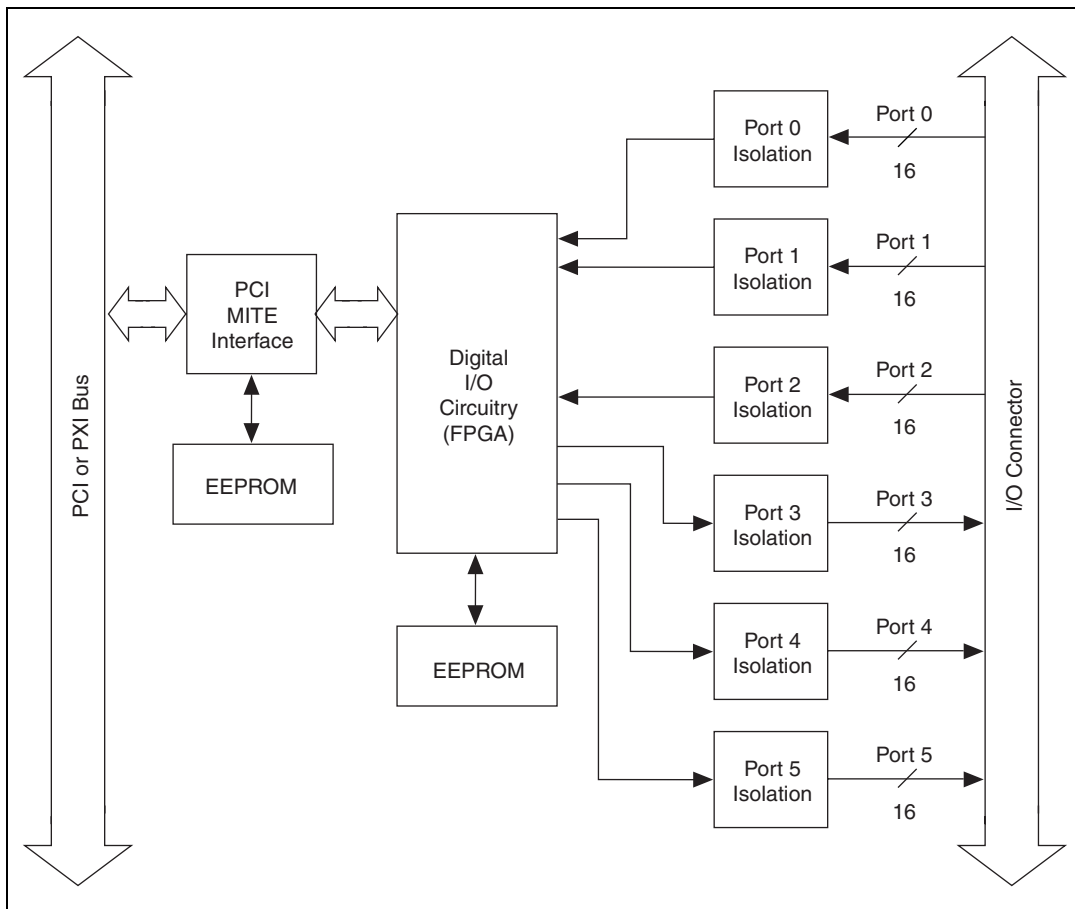 PCI or PXI Bus
PCI
MITE
Interface
EEPROM
Digital
I/O
Circuitry
(FPGA)
EEPROM
Port 0
Isolation
Port 0
16
Port 1
Isolation
Port 1
16
Port 2
Isolation
Port 2
16
Port 3
Isolation
Port 3
16
Port 4
Isolation
Port 4
16
Port 5
Isolation
Port 5
16
I/O Connector